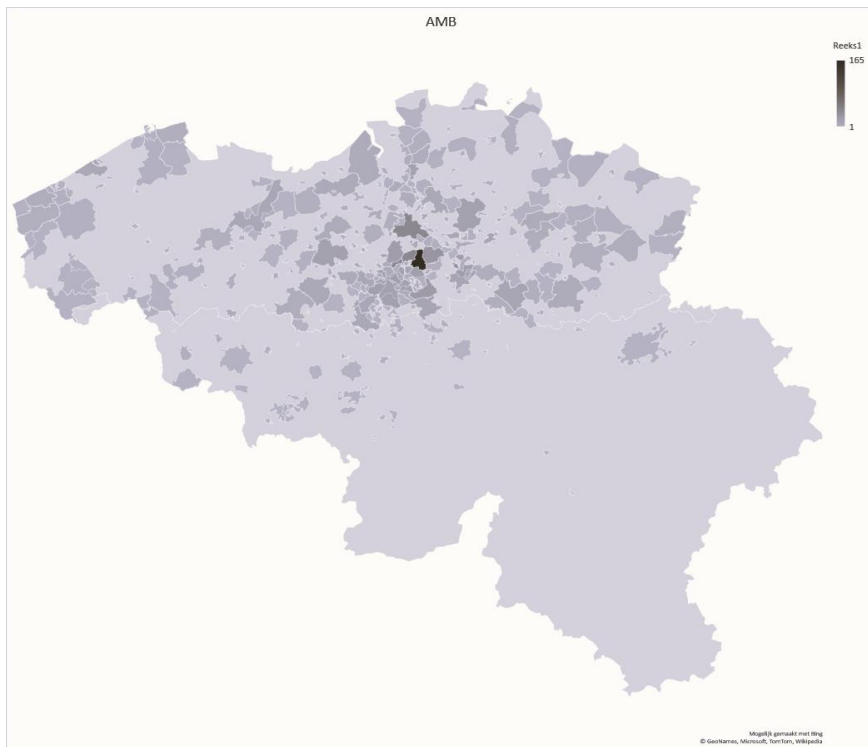 AMB
Reeks1
165
1
Mogelijk gemaakt met Bing
© GeoNames, Microsoft, TomTom, Wikipedia